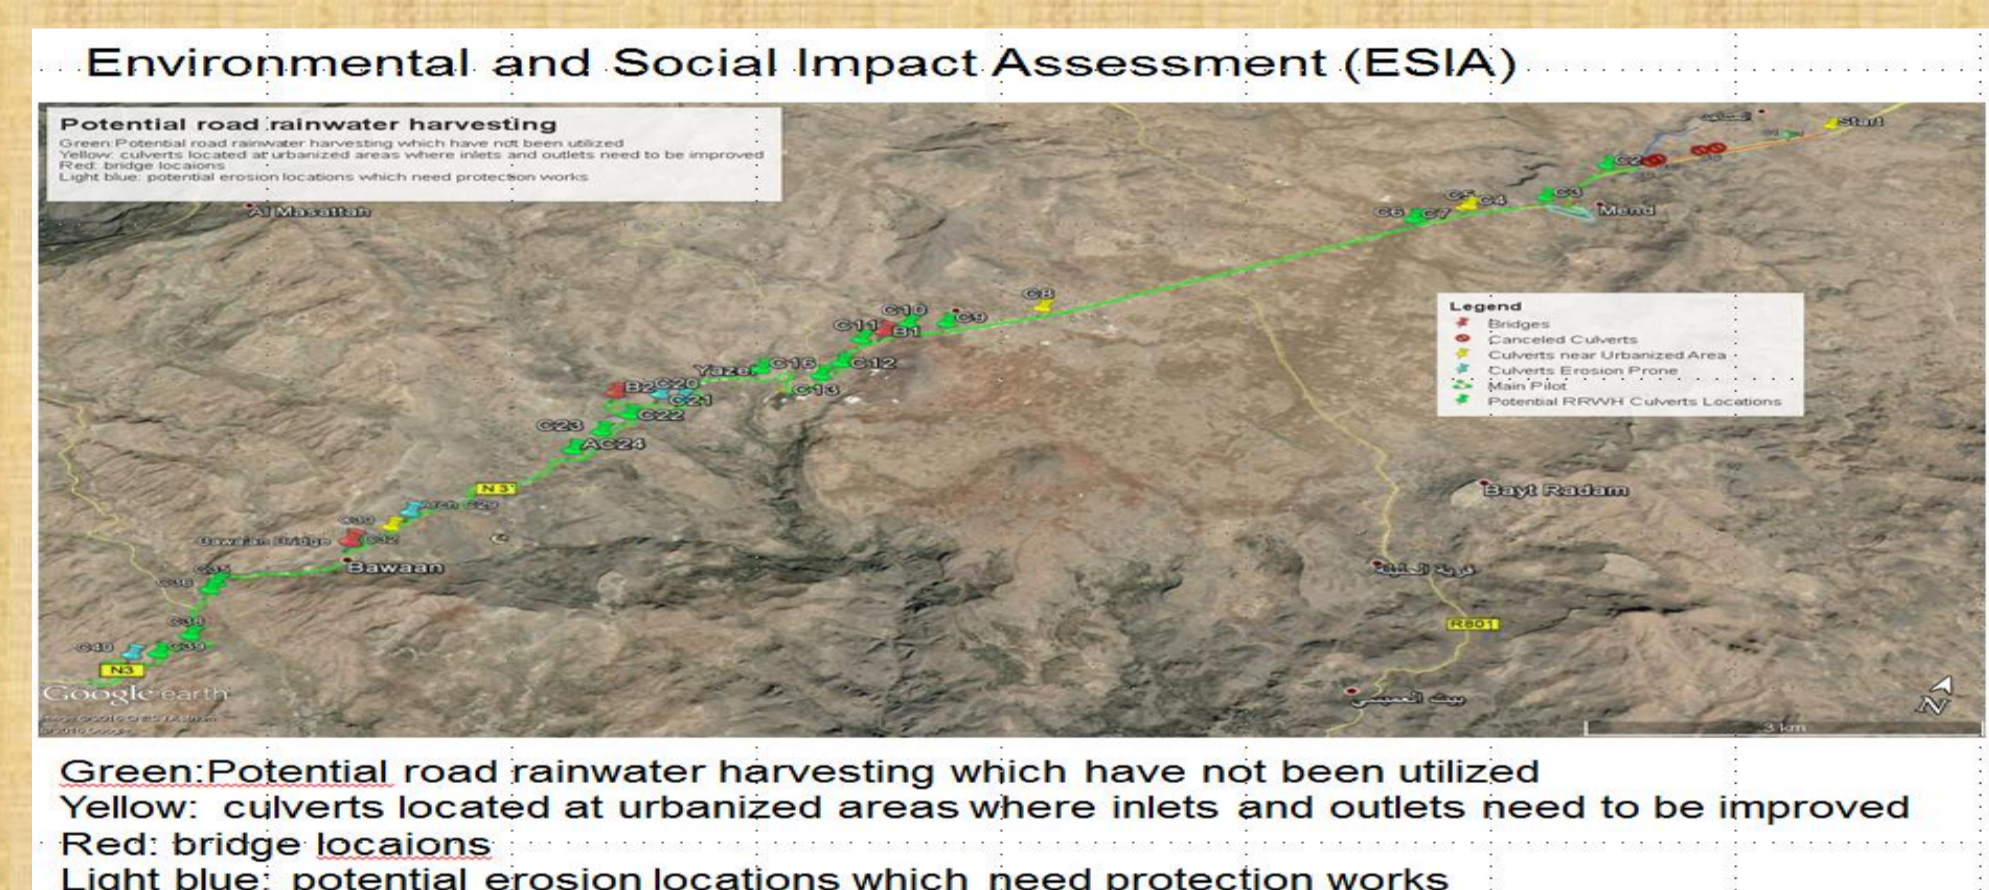 Environmental and Social Impact Assessment (ESIA)
Potential road rainwater harvesting
Green:Potential road rainwater harvesting which have not been utilized
Yellow: culverts located at urbanized areas where inlets and outlets need to be improved
Red: bridge locaions
Light blue: potential erosion locations which need protection works
Start
C2
C3
Mend
C5
C4
C6
C7
Al Masattah
C8
C10
C9
C11
B1
C16
C12
C13
Yaze
B2
C20
C21
C22
C23
AC24
N3
C30
C32
Bawaan
C35
C36
C38
C40
C39
N3
Legend
Bridges
Canceled Culverts
Culverts near Urbanized Area
Culverts Erosion Prone
Main Pilot
Potential RRWH Culverts Locations
Bayt Radam
R801
Google earth
N
3 km
Green:Potential road rainwater harvesting which have not been utilized
Yellow: culverts located at urbanized areas where inlets and outlets need to be improved
Red: bridge locaions
Light blue: potential erosion locations which need protection works